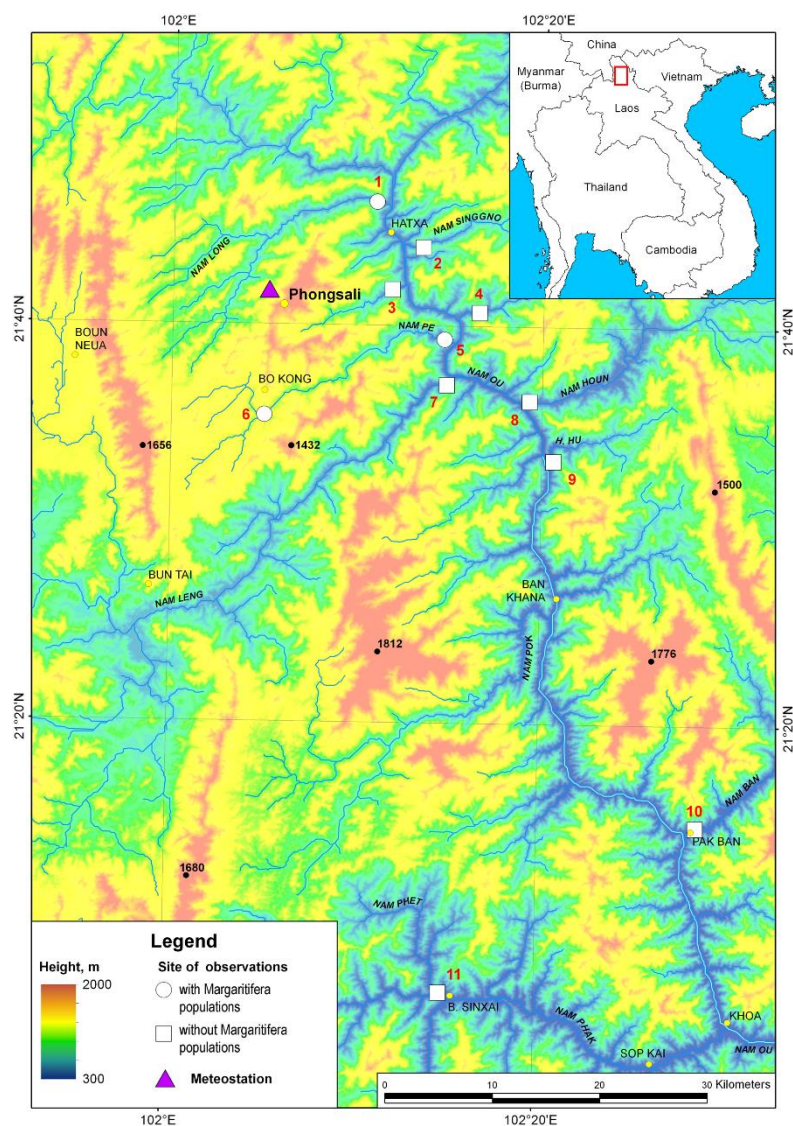 102°E
102°20'E
China
Myanmar
(Burma)
Vietnam
Laos
Thailand
Cambodia
1
HATXA
NAM SINGGNO
2
NAM LONG
Phongsali
3
4
21°40'N
21°40'N
NAM PE
5
BOUN
NEUA
NAM OU
BO KONG
7
NAM HOUN
8
6
1656
1432
H. HU
9
1500
BUN TAI
NAM LENG
BAN
KHANA
NAM POK
1812
1776
21°20'N
21°20'N
NAM BAN
10
PAK BAN
1680
NAM PHET
11
B. SINXAI
NAM PHAK
KHOA
SOP KAI
NAM OU
Legend
Height, m
2000
300
Site of observations
with Margaritifera
populations
without Margaritifera
populations
Meteostation
0 10 20 30 Kilometers
102°E
102°20'E